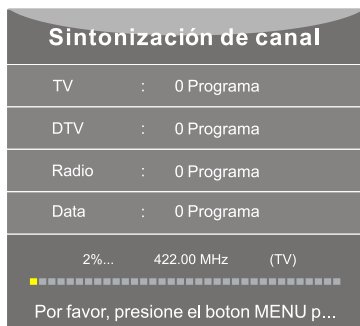 Sintonización de canal
TV : 0 Programa
DTV : 0 Programa
Radio : 0 Programa
Data : 0 Programa
2%... 422.00 MHz (TV)
Por favor, presione el boton MENU p...